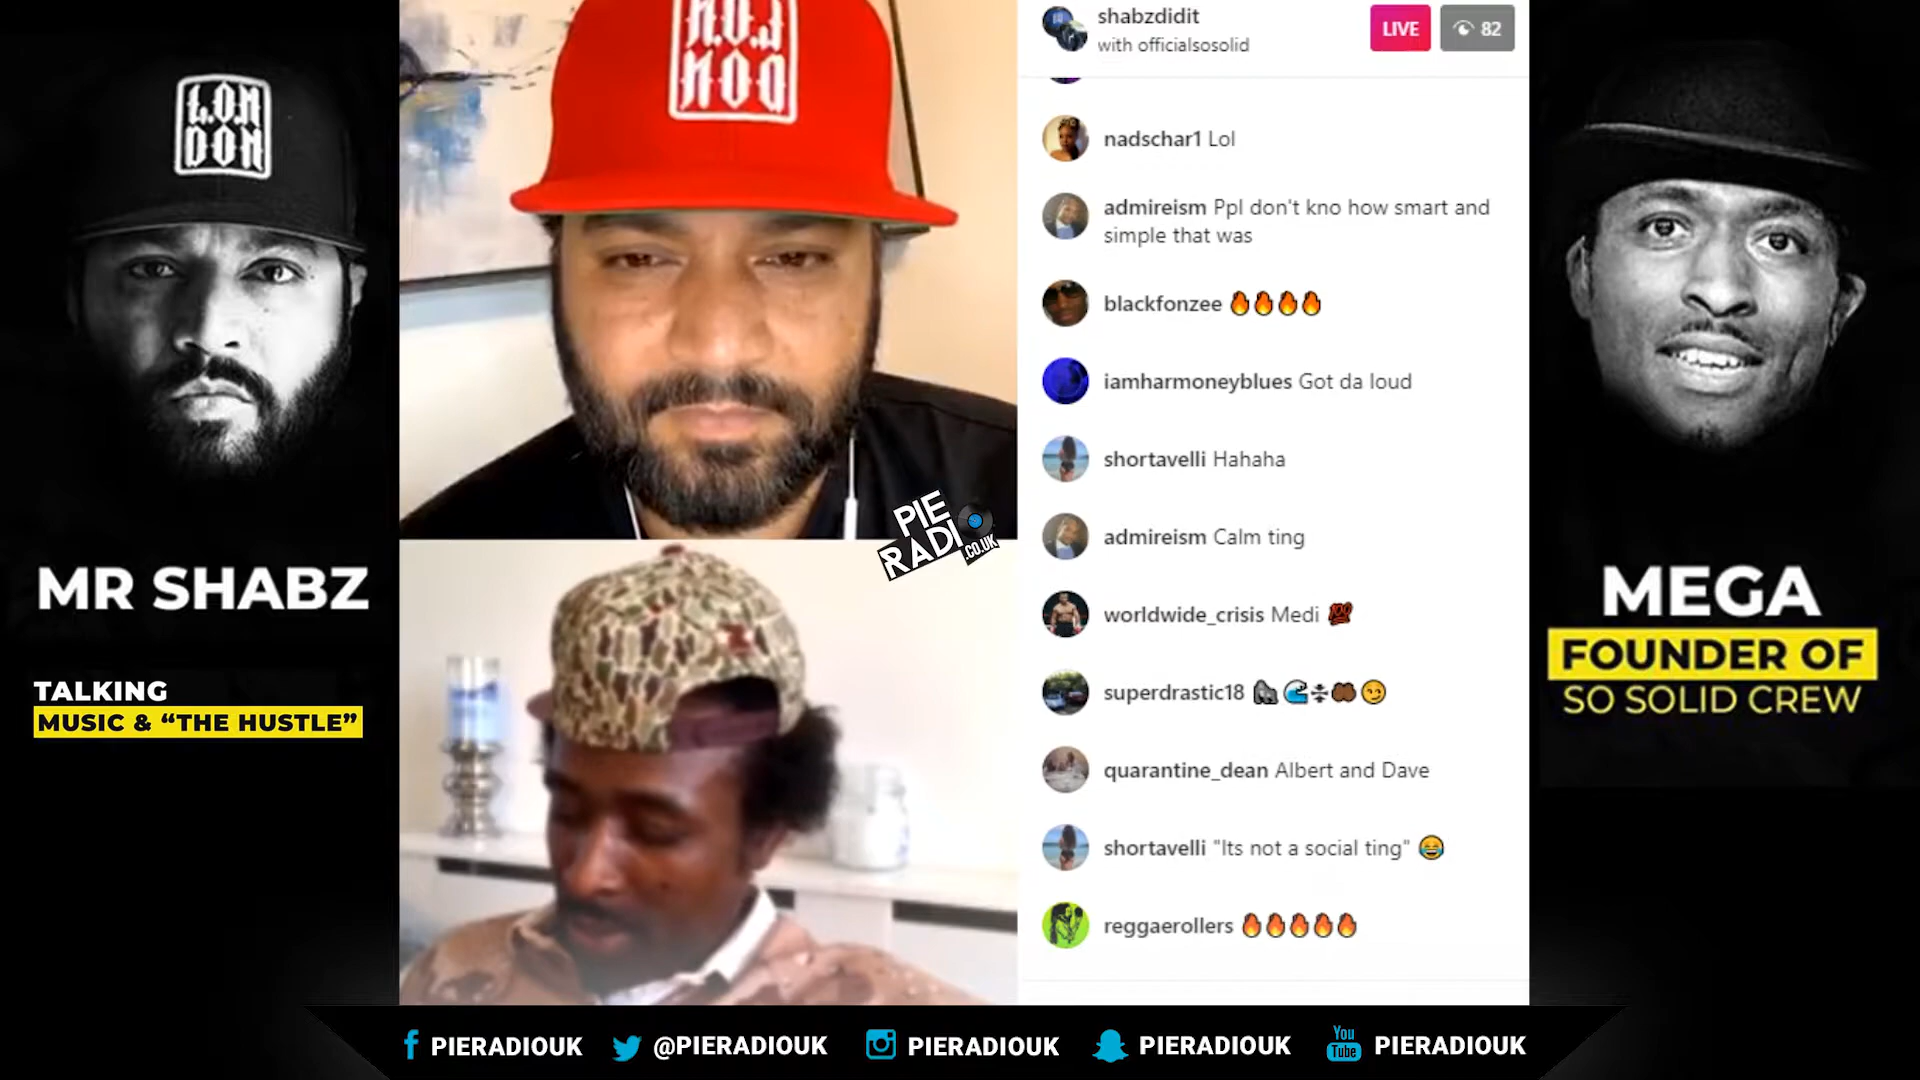 LON
DON
MR SHABZ
TALKING
MUSIC & “THE HUSTLE”
LON
DON
PIE
RADIO
.CO.UK
shabzdidit
with officialsosolid
LIVE
82
nadschar1 Lol
admireism Ppl don't kno how smart and
simple that was
blackfonzee 🔥🔥🔥🔥
iamharmoneyblues Got da loud
shortavelli Hahaha
admireism Calm ting
worldwide_crisis Medi 💯
superdrastic18 🦍🌊➗🤲🏾😏
quarantine_dean Albert and Dave
shortavelli "Its not a social ting" 😂
reggaerollers 🔥🔥🔥🔥🔥
MEGA
FOUNDER OF
SO SOLID CREW
PIERADIOUK
@PIERADIOUK
PIERADIOUK
PIERADIOUK
You
Tube
PIERADIOUK